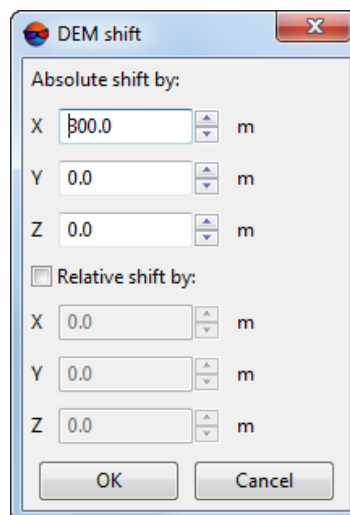 DEM shift
Absolute shift by:
X 300.0 m
Y 0.0 m
Z 0.0 m
Relative shift by:
X 0.0 m
Y 0.0 m
Z 0.0 m
OK Cancel